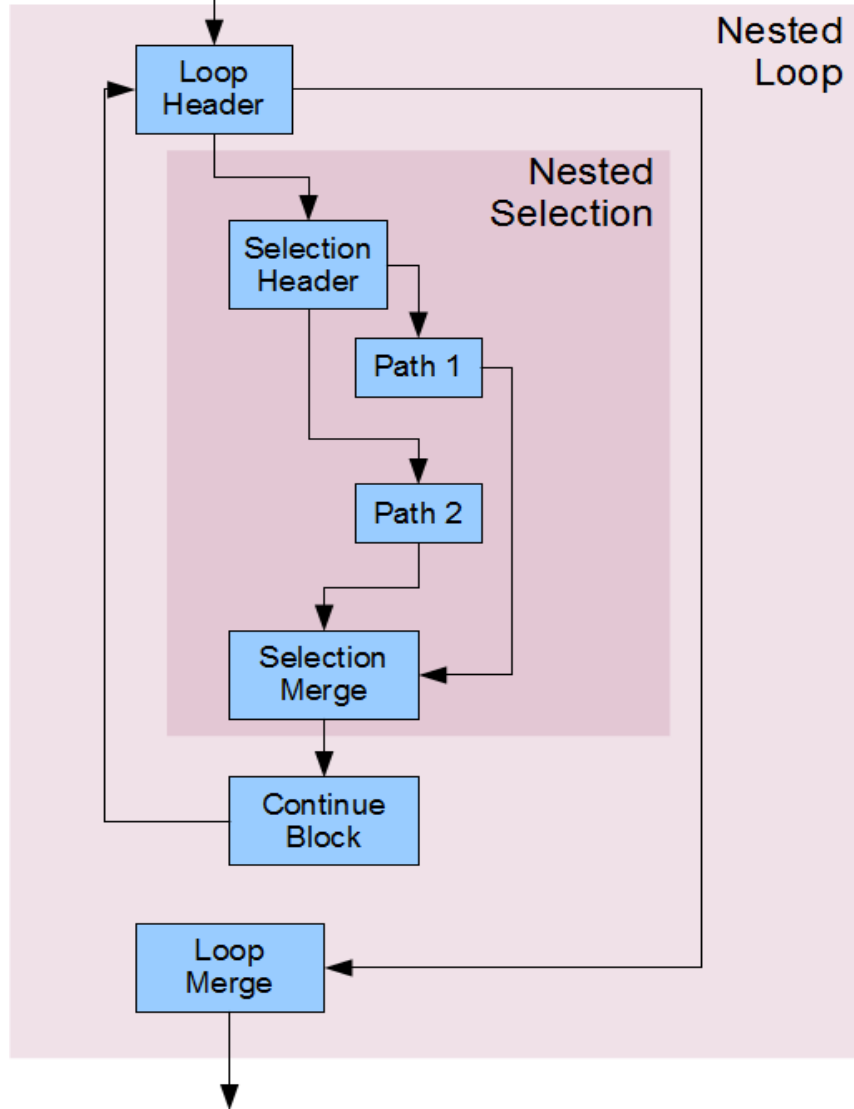 Nested
Loop
Loop
Header
Nested
Selection
Selection
Header
Path 1
Path 2
Selection
Merge
Continue
Block
Loop
Merge